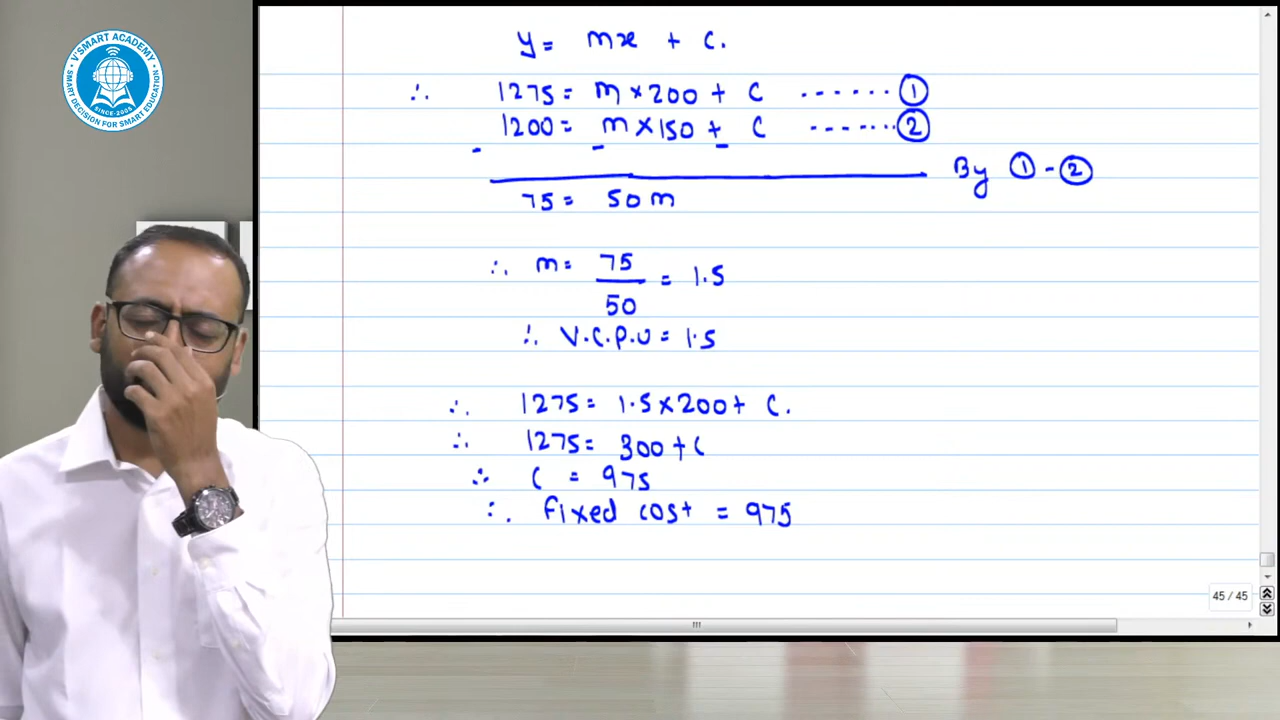 V'SMART ACADEMY
SINCE-2005
SMART DECISION FOR SMART EDUCATION
y = mx + c.
∴ 1275 = m × 200 + C ------ ①
1200 = m × 150 + C ------ ②
- - -
By ① - ②
75 = 50 m
∴ m = 75/50 = 1.5
∴ V.C.P.U = 1.5
∴ 1275 = 1.5 × 200 + C.
∴ 1275 = 300 + C
∴ C = 975
∴ fixed cost = 975
45 / 45